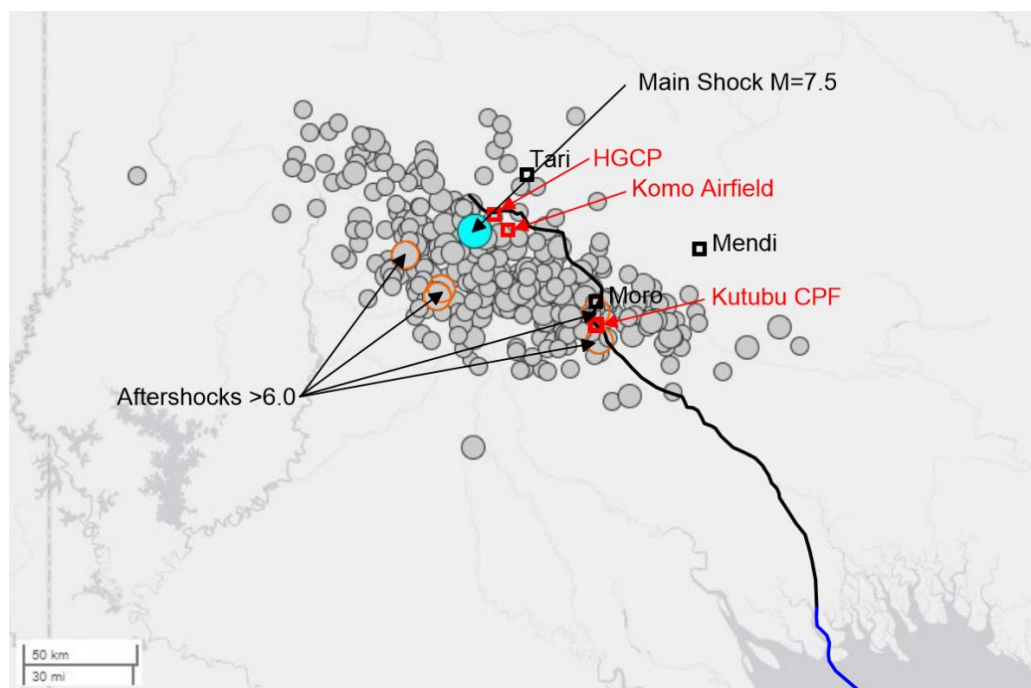 Main Shock M=7.5
Tari
HGCP
Komo Airfield
Mendi
Moro
Kutubu CPF
Aftershocks >6.0
50 km
30 mi